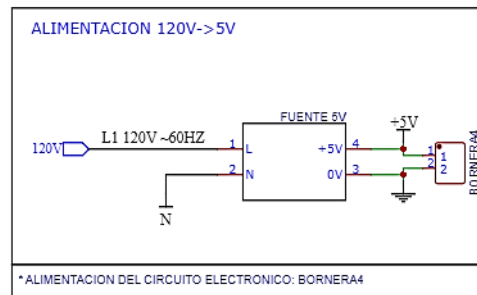 ALIMENTACION 120V->5V
FUENTE 5V
+5V
120V
L1 120V ~60HZ
1
L
+5V
4
1
1
2
N
0V
3
2
2
BORNERA4
N
* ALIMENTACION DEL CIRCUITO ELECTRONICO: BORNERA4